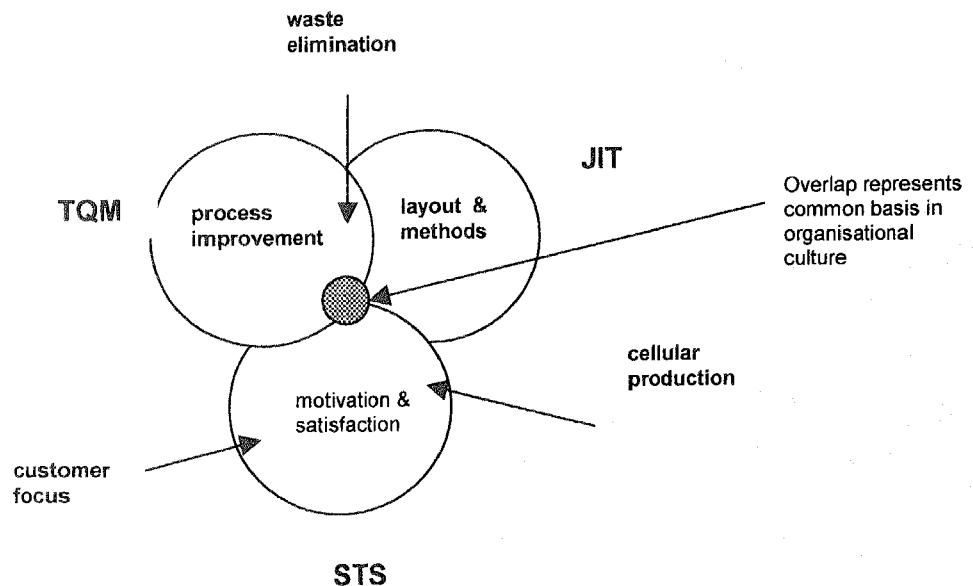 waste
elimination
JIT
TQM
process
improvement
layout &
methods
Overlap represents
common basis in
organisational
culture
cellular
production
motivation &
satisfaction
customer
focus
STS